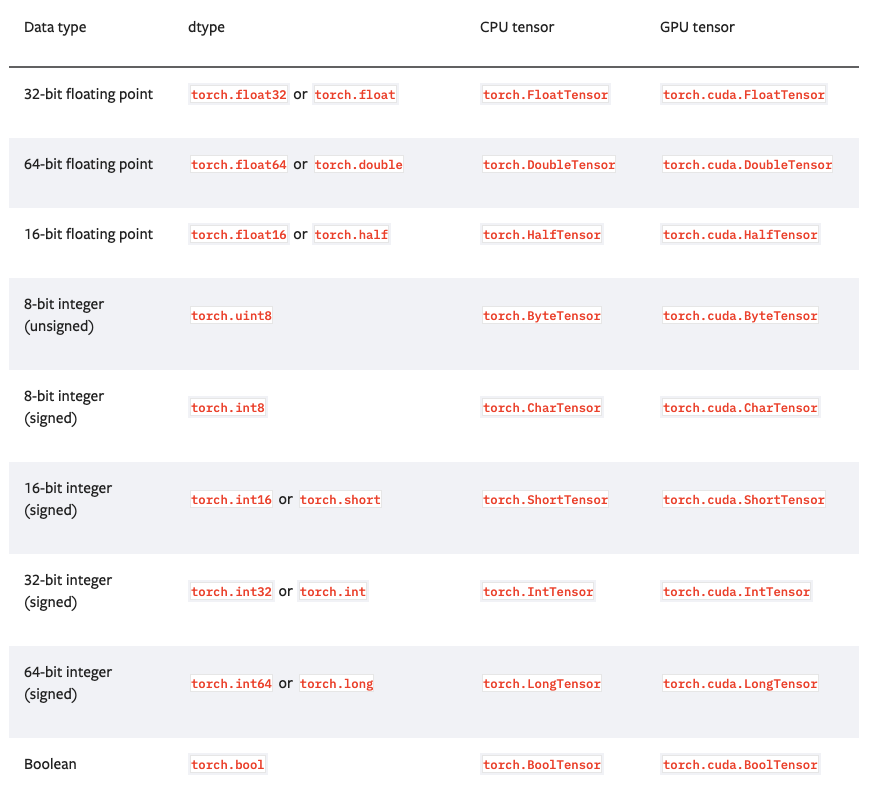 Data type dtype CPU tensor GPU tensor
32-bit floating point torch.float32 or torch.float torch.FloatTensor torch.cuda.FloatTensor
64-bit floating point torch.float64 or torch.double torch.DoubleTensor torch.cuda.DoubleTensor
16-bit floating point torch.float16 or torch.half torch.HalfTensor torch.cuda.HalfTensor
8-bit integer
(unsigned)
torch.uint8 torch.ByteTensor torch.cuda.ByteTensor
8-bit integer
(signed)
torch.int8 torch.CharTensor torch.cuda.CharTensor
16-bit integer
(signed)
torch.int16 or torch.short torch.ShortTensor torch.cuda.ShortTensor
32-bit integer
(signed)
torch.int32 or torch.int torch.IntTensor torch.cuda.IntTensor
64-bit integer
(signed)
torch.int64 or torch.long torch.LongTensor torch.cuda.LongTensor
Boolean torch.bool torch.BoolTensor torch.cuda.BoolTensor